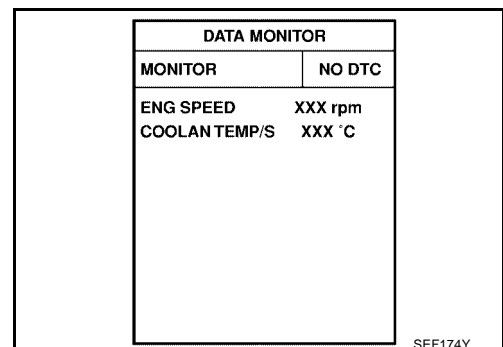 DATA MONITOR
MONITOR NO DTC
ENG SPEED XXX rpm
COOLAN TEMP/S XXX °C
SEF174Y